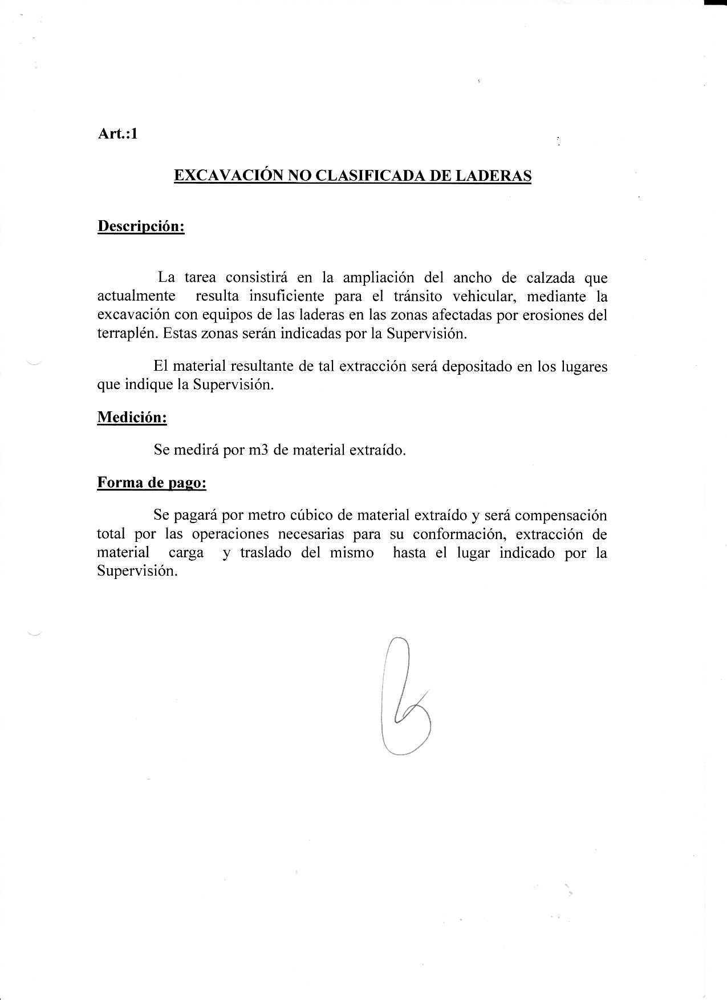 Art.:1
EXCAVACIÓN NO CLASIFICADA DE LADERAS
Descripción:
La tarea consistirá en la ampliación del ancho de calzada que
actualmente resulta insuficiente para el tránsito vehicular, mediante la
excavación con equipos de las laderas en las zonas afectadas por erosiones del
terraplén. Estas zonas serán indicadas por la Supervisión.
El material resultante de tal extracción será depositado en los lugares
que indique la Supervisión.
Medición:
Se medirá por m3 de material extraído.
Forma de pago:
Se pagará por metro cúbico de material extraído y será compensación
total por las operaciones necesarias para su conformación, extracción de
material carga y traslado del mismo hasta el lugar indicado por la
Supervisión.